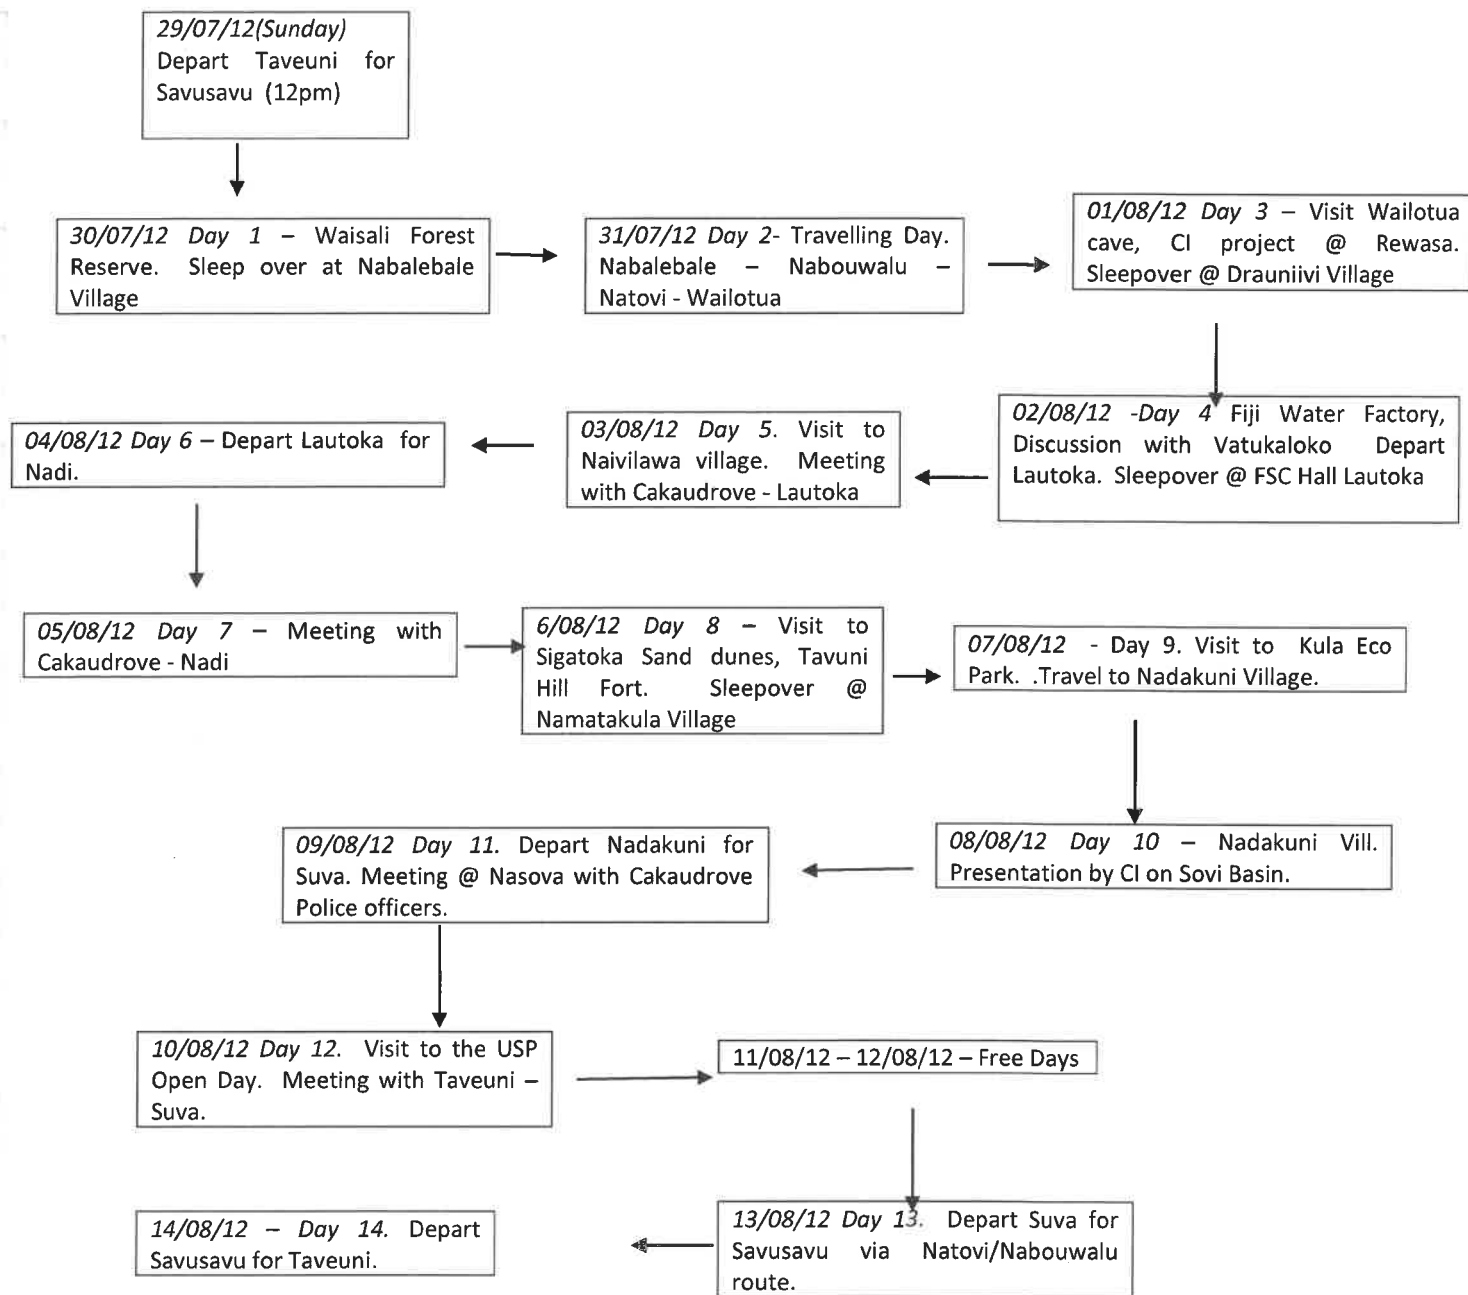 29/07/12(Sunday)
Depart Taveuni for
Savusavu (12pm)
30/07/12 Day 1 – Waisali Forest
Reserve. Sleep over at Nabalebale
Village
31/07/12 Day 2- Travelling Day.
Nabalebale – Nabouwalu –
Natovi - Wailotua
01/08/12 Day 3 – Visit Wailotua
cave, CI project @ Rewasa.
Sleepover @ Drauniivi Village
02/08/12 -Day 4 Fiji Water Factory,
Discussion with Vatukaloko Depart
Lautoka. Sleepover @ FSC Hall Lautoka
03/08/12 Day 5. Visit to
Naivilawa village. Meeting
with Cakaudrove - Lautoka
04/08/12 Day 6 – Depart Lautoka for
Nadi.
05/08/12 Day 7 – Meeting with
Cakaudrove - Nadi
6/08/12 Day 8 – Visit to
Sigatoka Sand dunes, Tavuni
Hill Fort. Sleepover @
Namatakula Village
07/08/12 - Day 9. Visit to Kula Eco
Park. .Travel to Nadakuni Village.
08/08/12 Day 10 – Nadakuni Vill.
Presentation by CI on Sovi Basin.
09/08/12 Day 11. Depart Nadakuni for
Suva. Meeting @ Nasova with Cakaudrove
Police officers.
10/08/12 Day 12. Visit to the USP
Open Day. Meeting with Taveuni –
Suva.
11/08/12 – 12/08/12 – Free Days
13/08/12 Day 13. Depart Suva for
Savusavu via Natovi/Nabouwalu
route.
14/08/12 – Day 14. Depart
Savusavu for Taveuni.